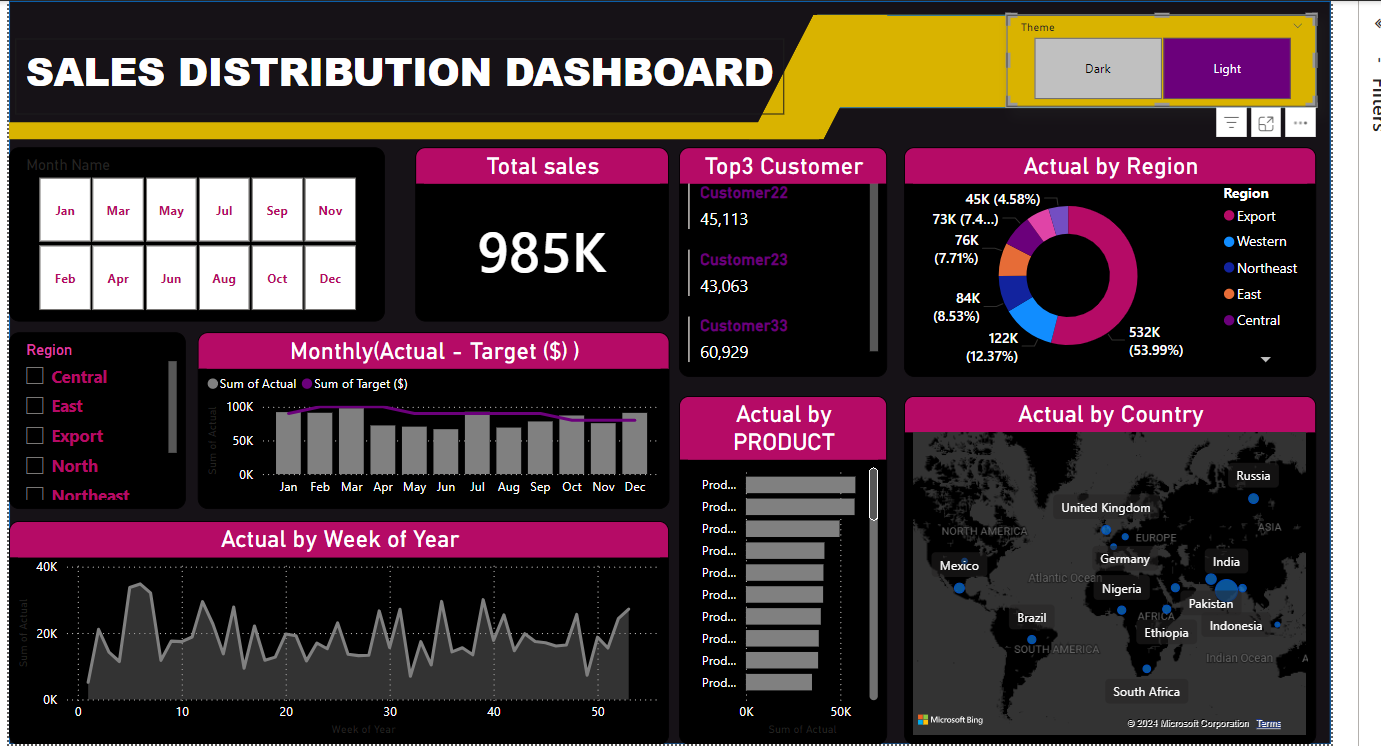 SALES DISTRIBUTION DASHBOARD
Theme
Dark
Light
Filters
Month Name
Jan
Mar
May
Jul
Sep
Nov
Feb
Apr
Jun
Aug
Oct
Dec
Total sales
985K
Top3 Customer
Customer22
45,113
Customer23
43,063
Customer33
60,929
Actual by Region
45K (4.58%)
73K (7.4...)
76K
(7.71%)
84K
(8.53%)
122K
(12.37%)
532K
(53.99%)
Region
Export
Western
Northeast
East
Central
Region
Central
East
Export
North
Northeast
Monthly(Actual - Target ($) )
Sum of Actual
Sum of Target ($)
Sum of Actual
100K
50K
0K
Jan Feb Mar Apr May Jun Jul Aug Sep Oct Nov Dec
Actual by Week of Year
Sum of Actual
40K
20K
0K
0 10 20 30 40 50
Week of Year
Actual by
PRODUCT
Prod...
Prod...
Prod...
Prod...
Prod...
Prod...
Prod...
Prod...
Prod...
Prod...
0K 50K
Sum of Actual
Actual by Country
Russia
United Kingdom
NORTH AMERICA
ASIA
EUROPE
Germany
India
Mexico
Atlantic Ocean
Nigeria
Pakistan
Brazil
AFRICA
Indonesia
Ethiopia
SOUTH AMERICA
Indian Ocean
A
South Africa
Microsoft Bing
© 2024 Microsoft Corporation Terms